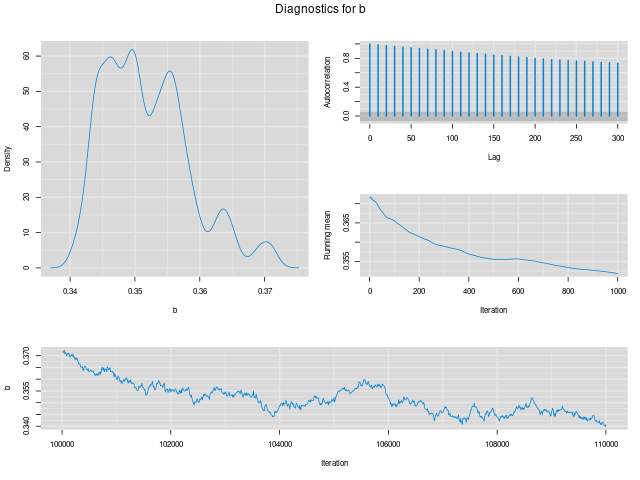 Diagnostics for b
Density
60
50
40
30
20
10
0
0.34 0.35 0.36 0.37
b
Autocorrelation
0.8
0.4
0.0
0 50 100 150 200 250 300
Lag
Running mean
0.365
0.355
0 200 400 600 800 1000
Iteration
b
0.370
0.355
0.340
100000 102000 104000 106000 108000 110000
Iteration